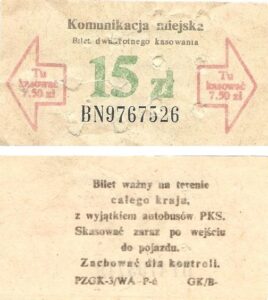 Komunikacja miejska
Bilet dwukrotnego kasowania
Tu
kasować
7.50 zł
15 zł
Tu
kasować
7.50 zł
BN9767526
Bilet ważny na terenie
całego kraju,
z wyjątkiem autobusów PKS.
Skasować zaraz po wejściu
do pojazdu.
Zachować dla kontroli.
PZGK-3/WA-P-6 GK/B-